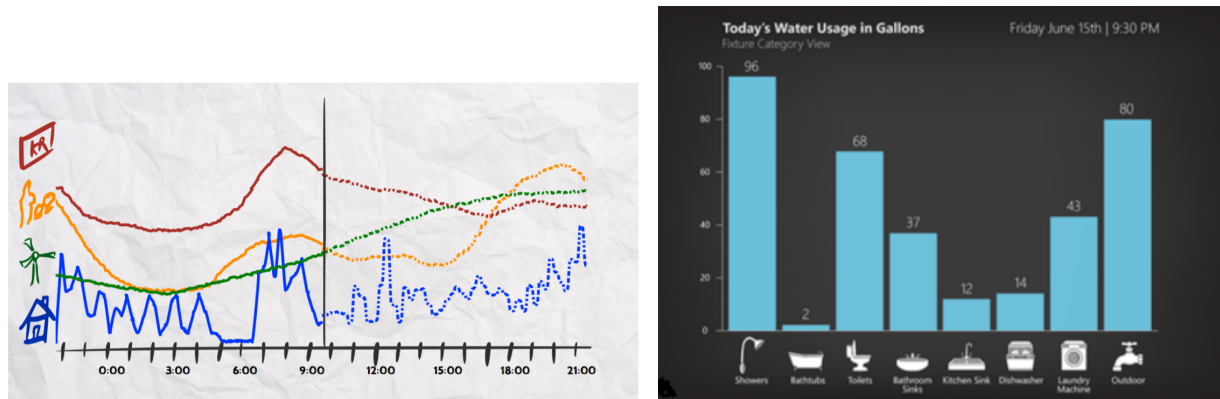 KR
0:00 3:00 6:00 9:00 12:00 15:00 18:00 21:00
Today's Water Usage in Gallons
Friday June 15th | 9:30 PM
Fixture Category View
100
80
60
40
20
0
96
2
68
37
12
14
43
80
Showers
Bathtubs
Toilets
Bathroom
Sinks
Kitchen Sink
Dishwasher
Laundry
Machine
Outdoor